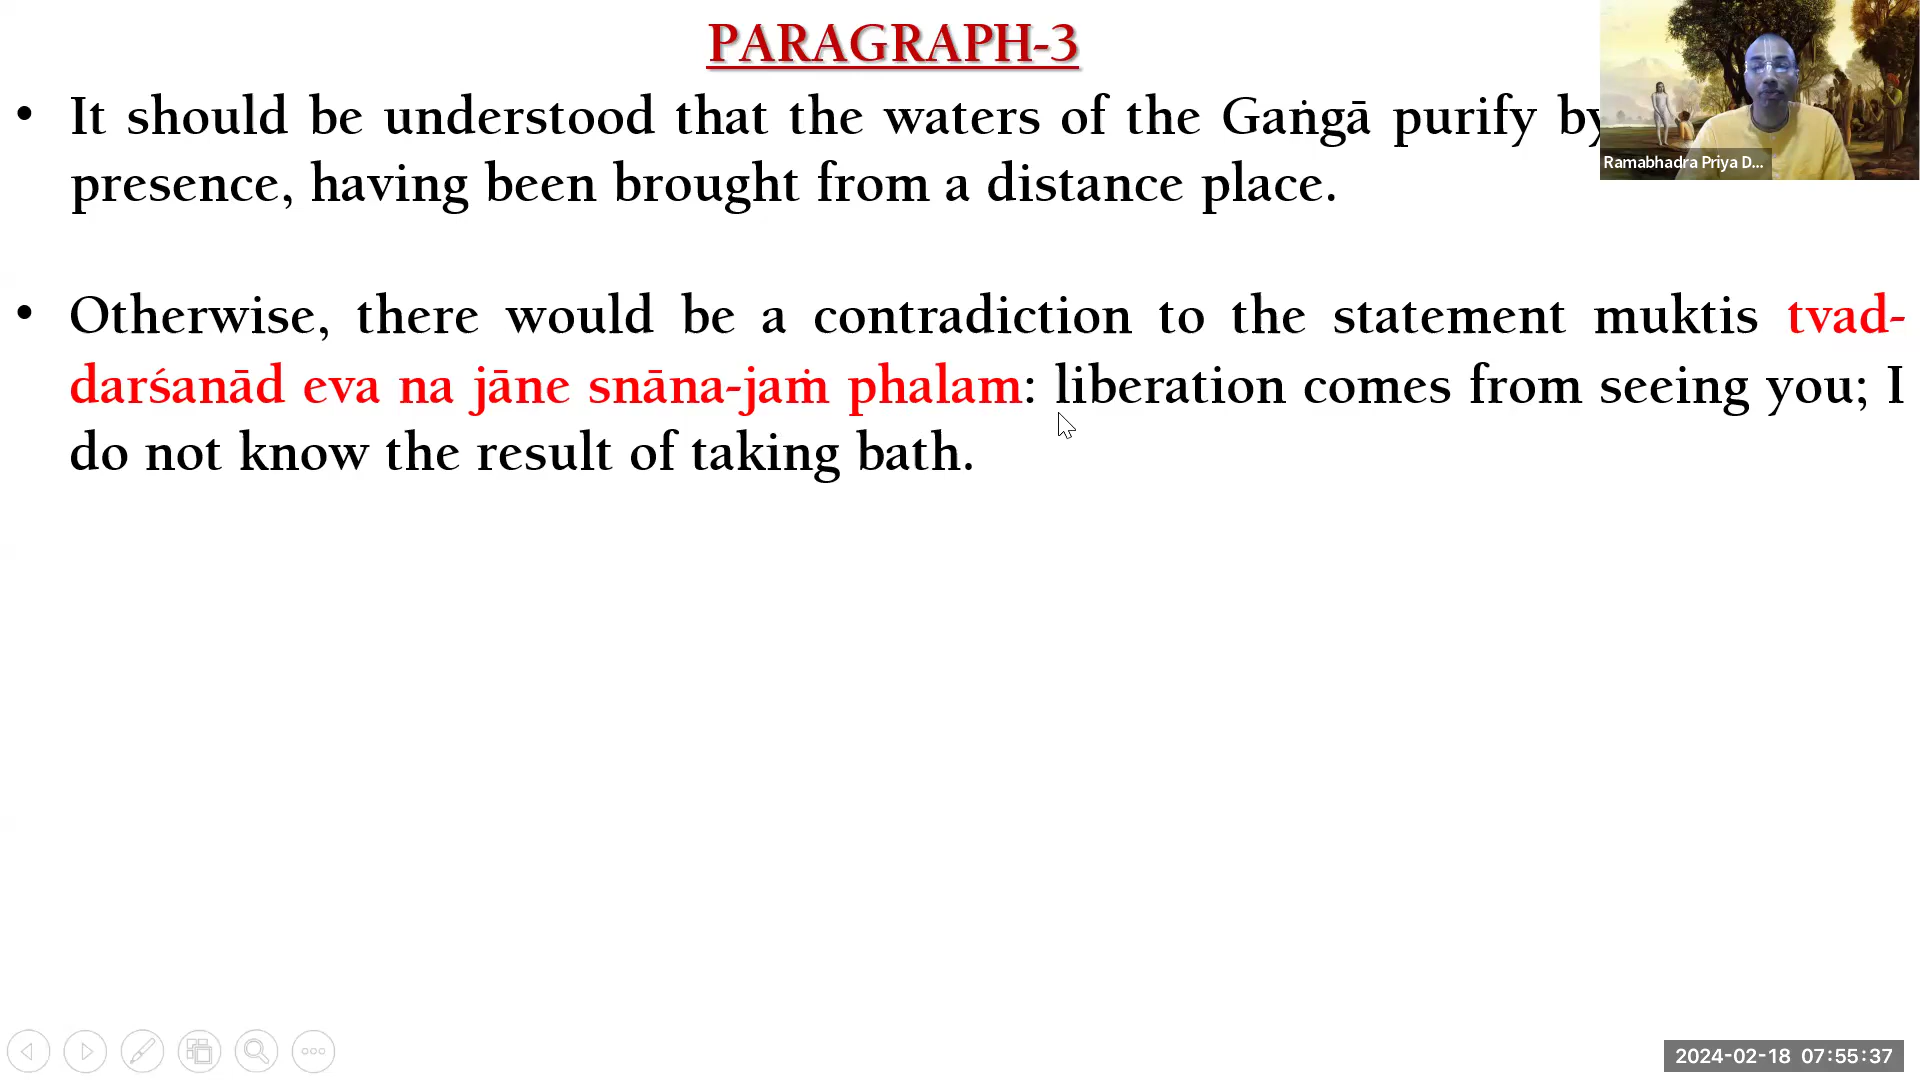 PARAGRAPH-3
• It should be understood that the waters of the Gaṅgā purify by
presence, having been brought from a distance place.
• Otherwise, there would be a contradiction to the statement muktis tvad-
darśanād eva na jāne snāna-jaṁ phalam: liberation comes from seeing you; I
do not know the result of taking bath.
Ramabhadra Priya D...
2024-02-18 07:55:37